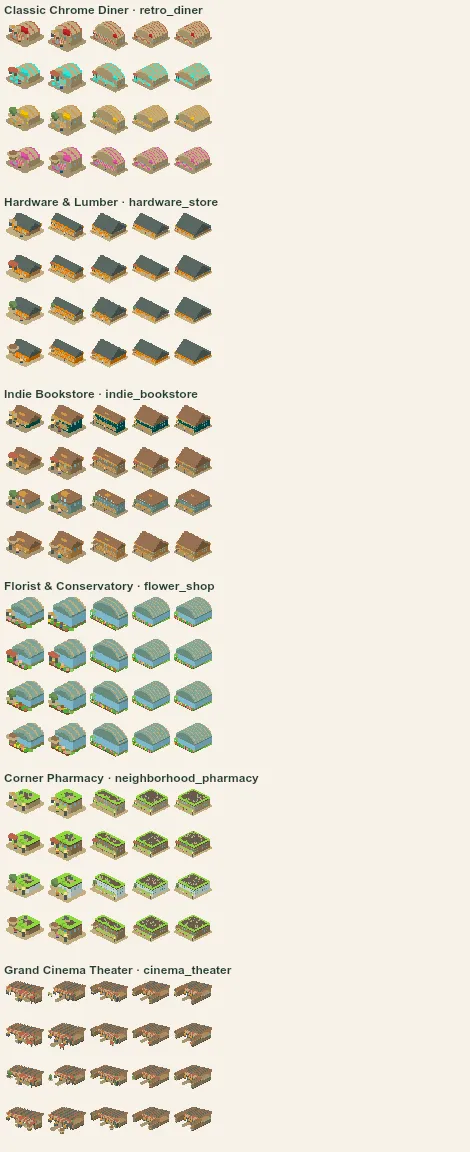 Classic Chrome Diner · retro_diner
Hardware & Lumber · hardware_store
Indie Bookstore · indie_bookstore
Florist & Conservatory · flower_shop
Corner Pharmacy · neighborhood_pharmacy
Grand Cinema Theater · cinema_theater